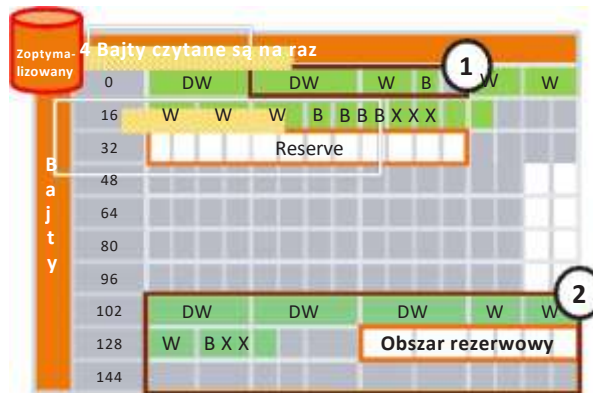 Zoptyma-
lizowany
4 Bajty czytane są na raz
1
0 DW DW W B W W
16 W W W B B B B X X X
32 Reserve
48
64
80
96
2
102 DW DW DW W W
128 W B X X Obszar rezerwowy
144
Bajty